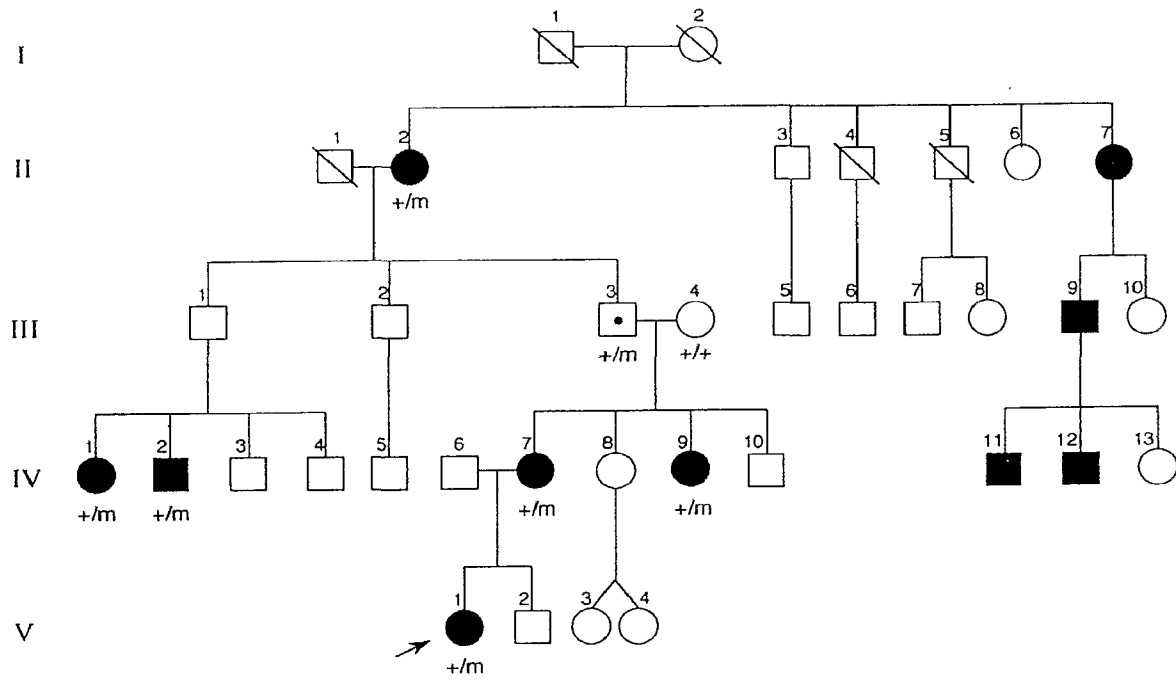 1 2
I
1 2 3 4 5 6 7
II
+/m
1 2 3 4 5 6 7 8 9 10
III
+/m +/+
1 2 3 4 5 6 7 8 9 10 11 12 13
IV
+/m +/m +/m +/m
1 2 3 4
V
+/m